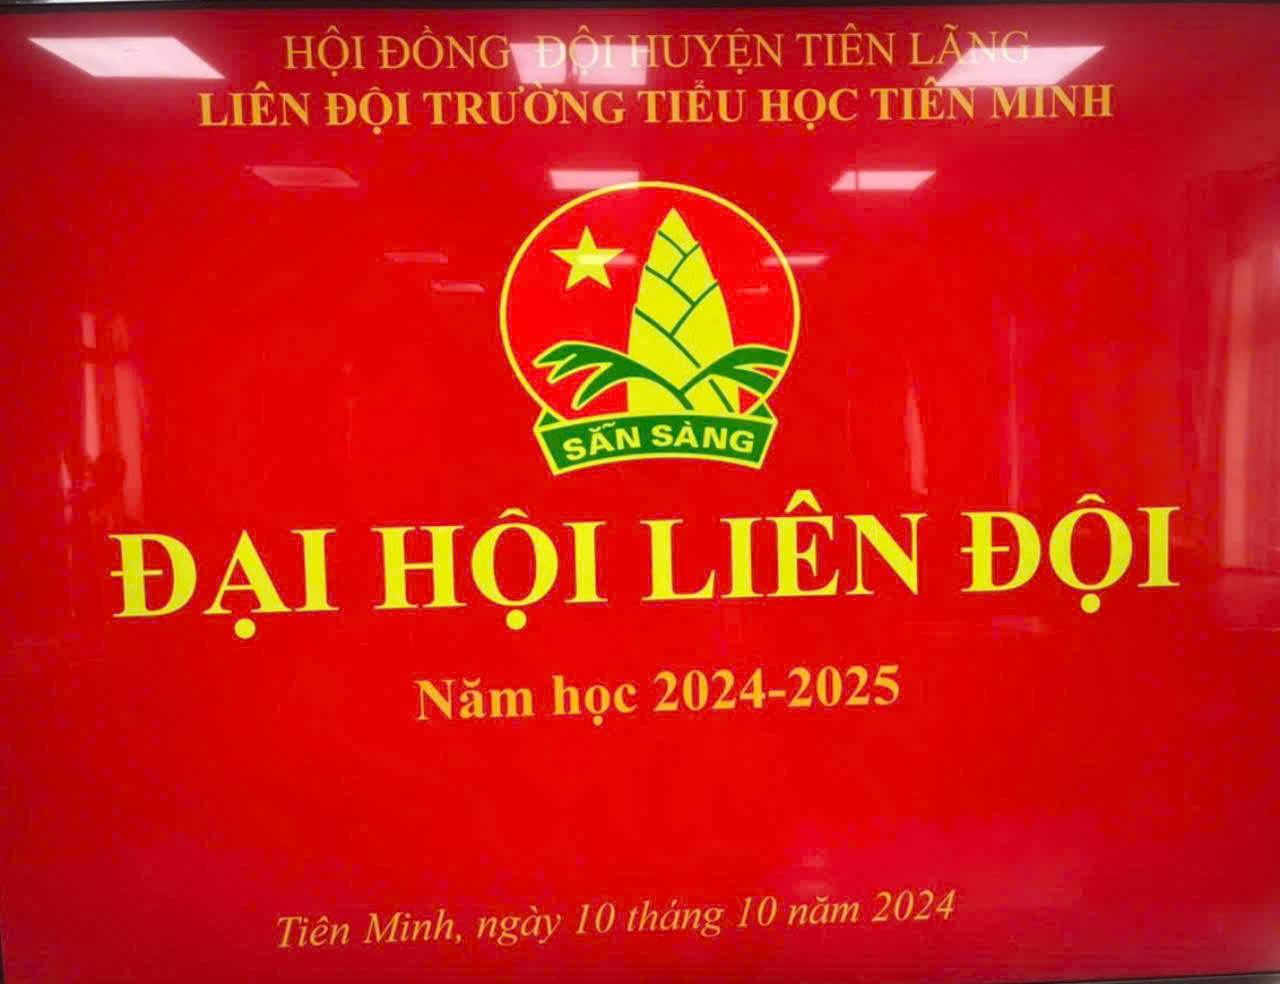 HỘI ĐỒNG ĐỘI HUYỆN TIÊN LÃNG
LIÊN ĐỘI TRƯỜNG TIỂU HỌC TIÊN MINH
SẴN SÀNG
ĐẠI HỘI LIÊN ĐỘI
Năm học 2024-2025
Tiên Minh, ngày 10 tháng 10 năm 2024